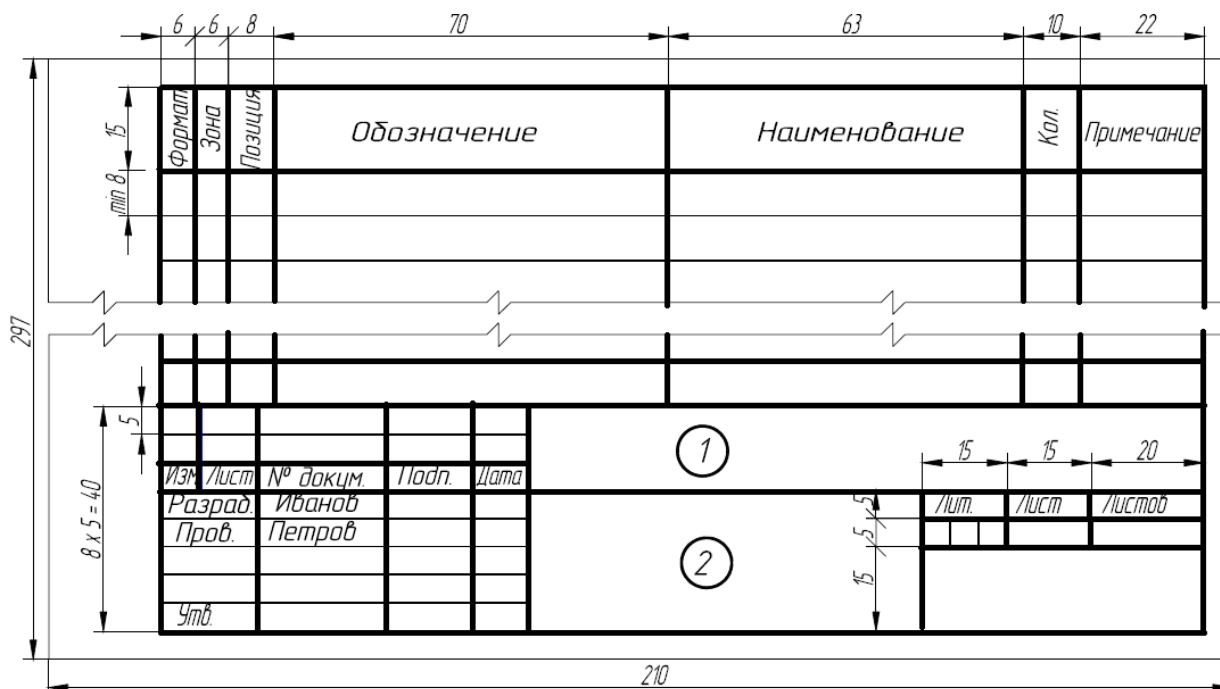 6 6 8 70 63 10 22
15 Формат Зона Позиция Обозначение Наименование Кол. Примечание
min 8
297
5
1
15 15 20
Изм Лист № докум. Подп. Дата
8 x 5 = 40
Разраб. Иванов 5 Лит. Лист Листов
Пров. Петров 5
2
15
Утв.
210